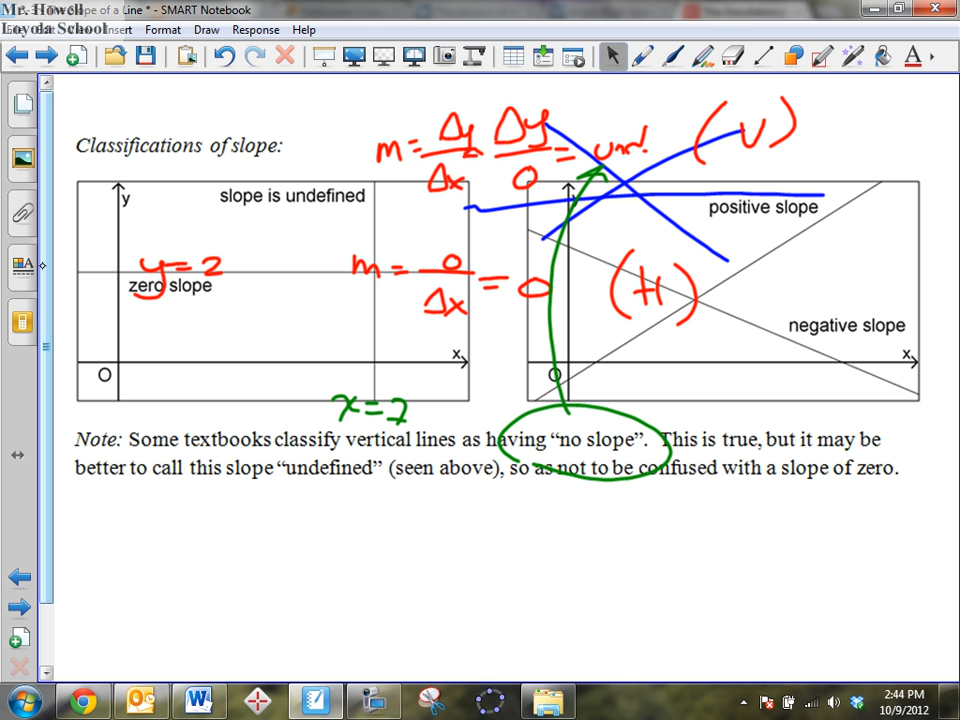 Mr. Howell
Loyola School
The Slope of a Line * - SMART Notebook
Insert Format Draw Response Help
Classifications of slope:
m = Δy/Δx Δy/0 = und. (V)
y
slope is undefined
y = 2
zero slope
m = 0/Δx = 0 (H)
x
O
x = 7
positive slope
negative slope
x
O
Note: Some textbooks classify vertical lines as having “no slope”. This is true, but it may be
better to call this slope “undefined” (seen above), so as not to be confused with a slope of zero.
2:44 PM
10/9/2012